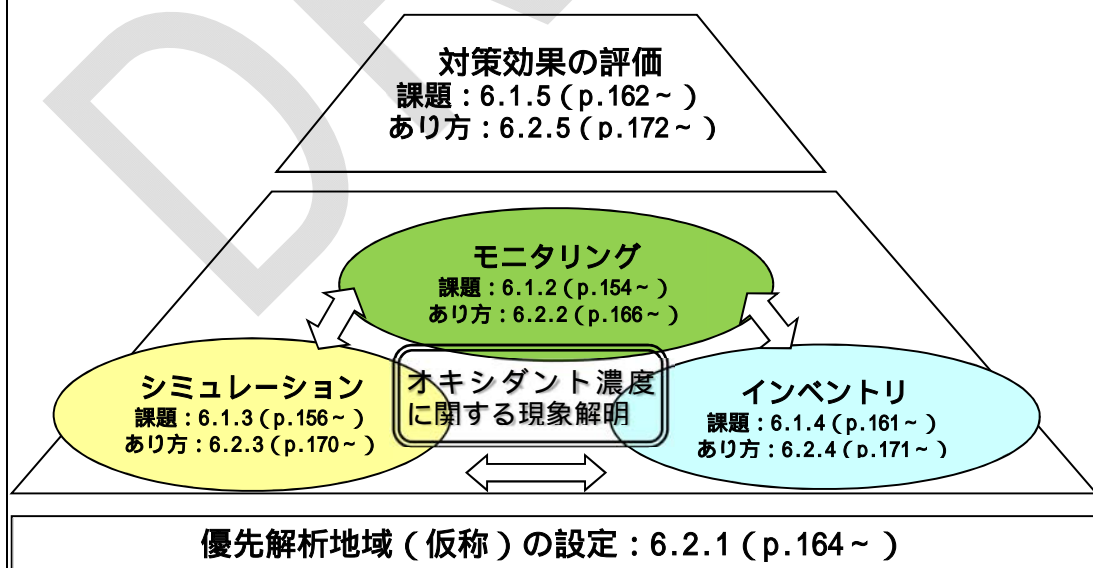 対策効果の評価
課題：6.1.5（p.162～）
あり方：6.2.5（p.172～）
モニタリング
課題：6.1.2（p.154～）
あり方：6.2.2（p.166～）
シミュレーション
課題：6.1.3（p.156～）
あり方：6.2.3（p.170～）
オキシダント濃度
に関する現象解明
インベントリ
課題：6.1.4（p.161～）
あり方：6.2.4（p.171～）
優先解析地域（仮称）の設定：6.2.1（p.164～）